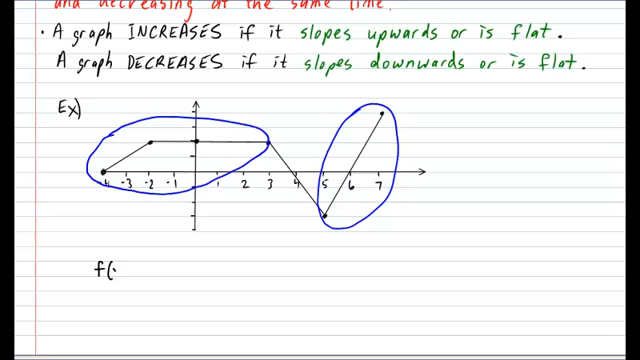 and decreasing at the same time.
• A graph INCREASES if it slopes upwards or is flat.
A graph DECREASES if it slopes downwards or is flat.
Ex)
-4 -3 -2 -1 1 2 3 4 5 6 7
f(